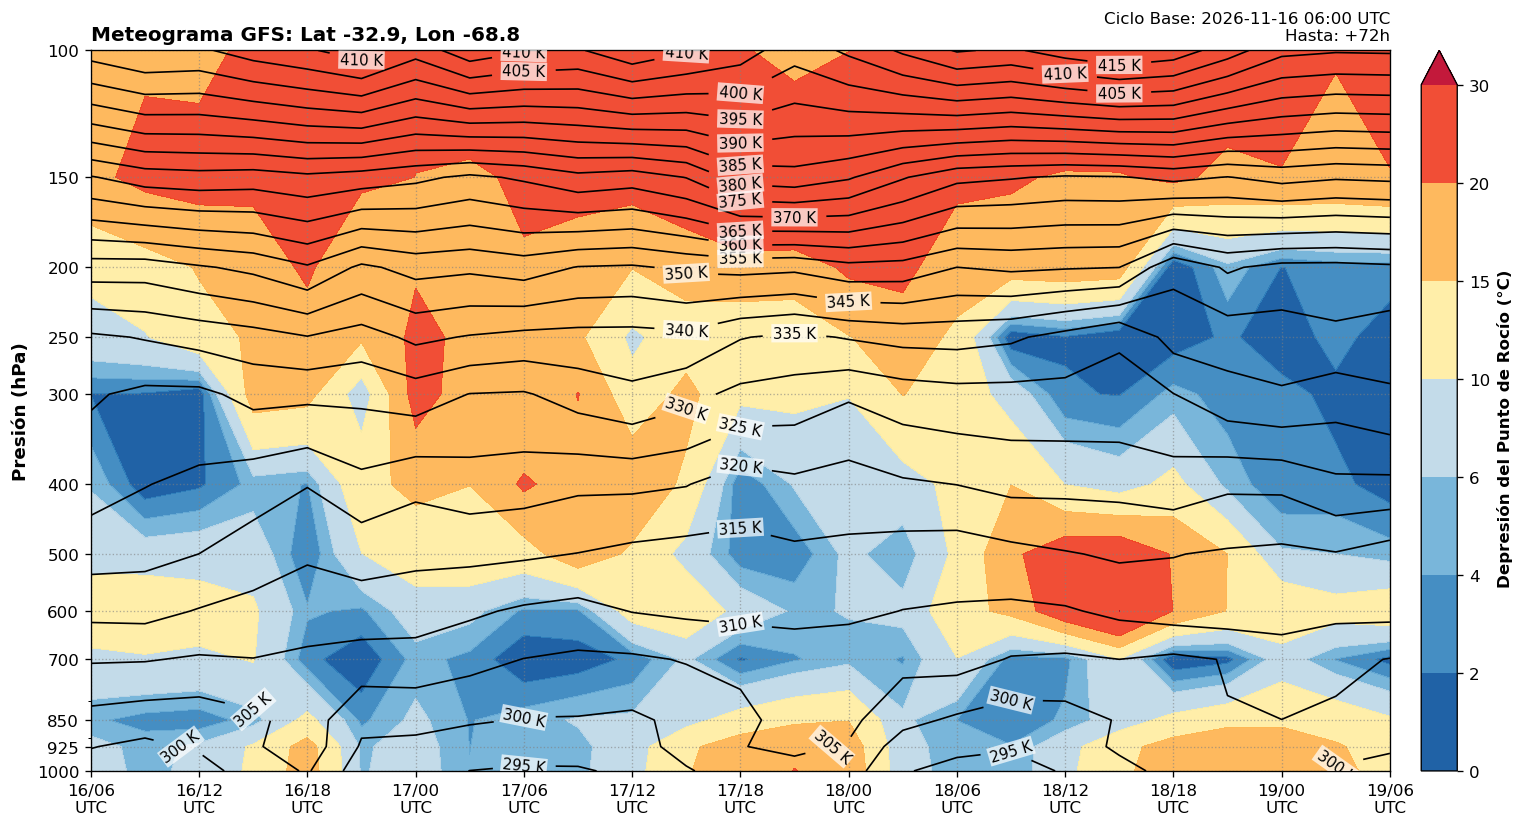 Meteograma GFS: Lat -32.9, Lon -68.8
Ciclo Base: 2026-11-16 06:00 UTC
Hasta: +72h
Presión (hPa)
100
150
200
250
300
400
500
600
700
850
925
1000
410 K
410 K
405 K
410 K
410 K
415 K
405 K
400 K
395 K
390 K
385 K
380 K
375 K
370 K
365 K
360 K
355 K
350 K
345 K
340 K
335 K
330 K
325 K
320 K
315 K
310 K
305 K
300 K
300 K
295 K
305 K
300 K
295 K
300 K
16/06
UTC
16/12
UTC
16/18
UTC
17/00
UTC
17/06
UTC
17/12
UTC
17/18
UTC
18/00
UTC
18/06
UTC
18/12
UTC
18/18
UTC
19/00
UTC
19/06
UTC
30
20
15
10
6
4
2
0
Depresión del Punto de Rocío (°C)